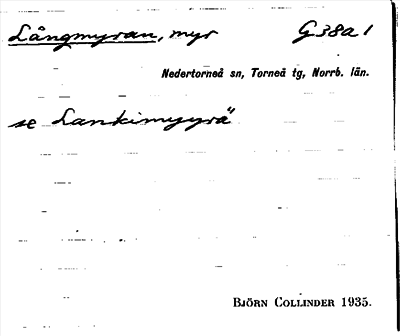 Långmyran, myr G38a1
Nedertorneå sn, Torneå tg, Norrb. län.
se Lankimyyrä
BJÖRN COLLINDER 1935.